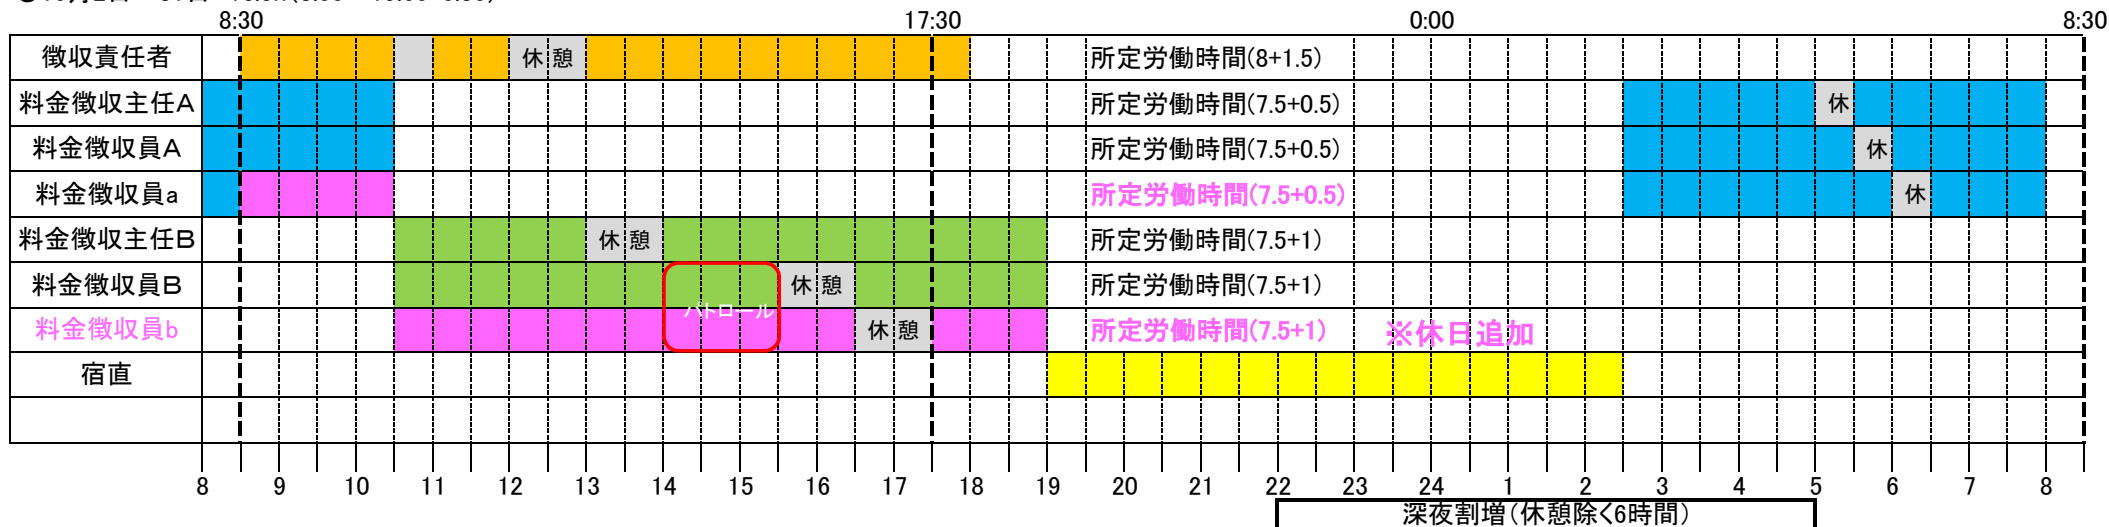 8:30 17:30 0:00 8:30
徴収責任者 休憩 所定労働時間(8+1.5)
料金徴収主任A 所定労働時間(7.5+0.5) 休
料金徴収員A 所定労働時間(7.5+0.5) 休
料金徴収員a 所定労働時間(7.5+0.5) 休
料金徴収主任B 休憩 所定労働時間(7.5+1)
料金徴収員B 休憩 所定労働時間(7.5+1)
パトロール
料金徴収員b 休憩 所定労働時間(7.5+1) ※休日追加
宿直
8 9 10 11 12 13 14 15 16 17 18 19 20 21 22 23 24 1 2 3 4 5 6 7 8
深夜割増(休憩除く6時間)